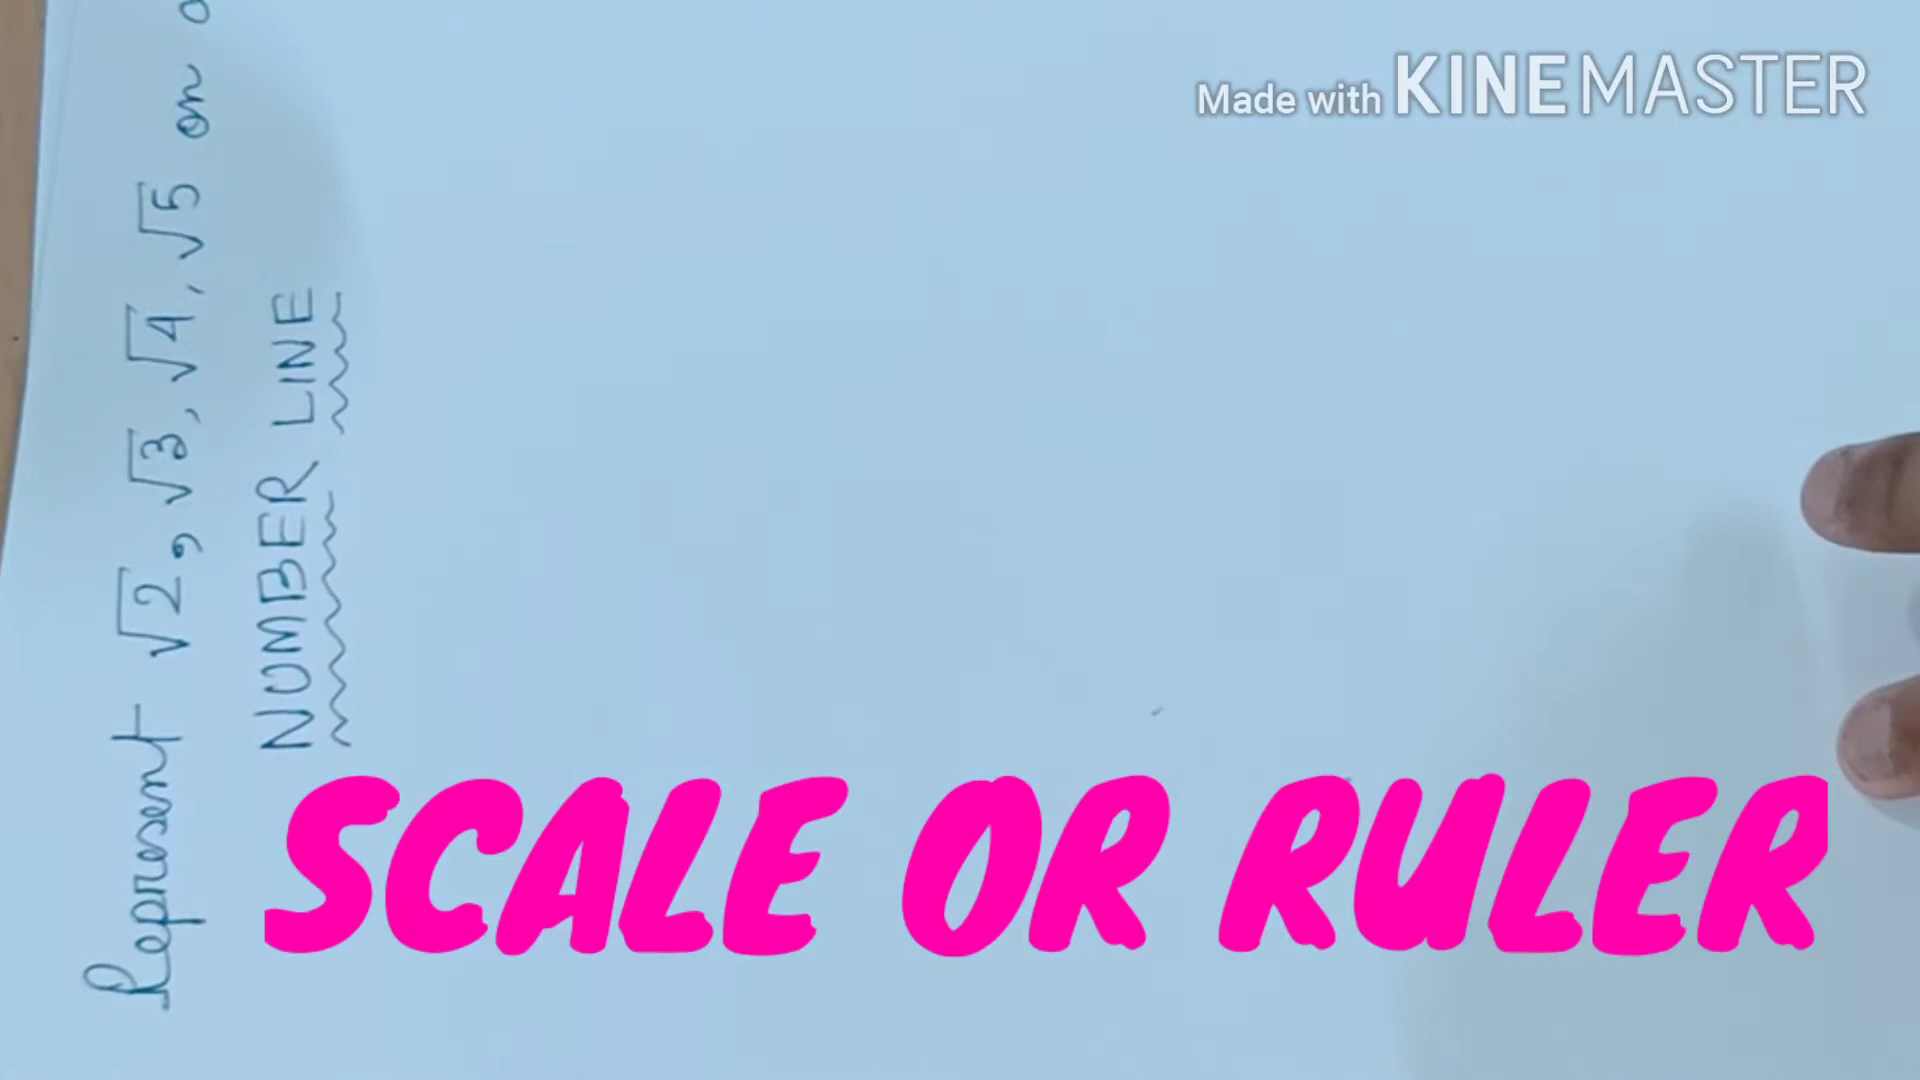 Made with KINEMASTER
Represent √2, √3, √4, √5 on
NUMBER LINE
SCALE OR RULER